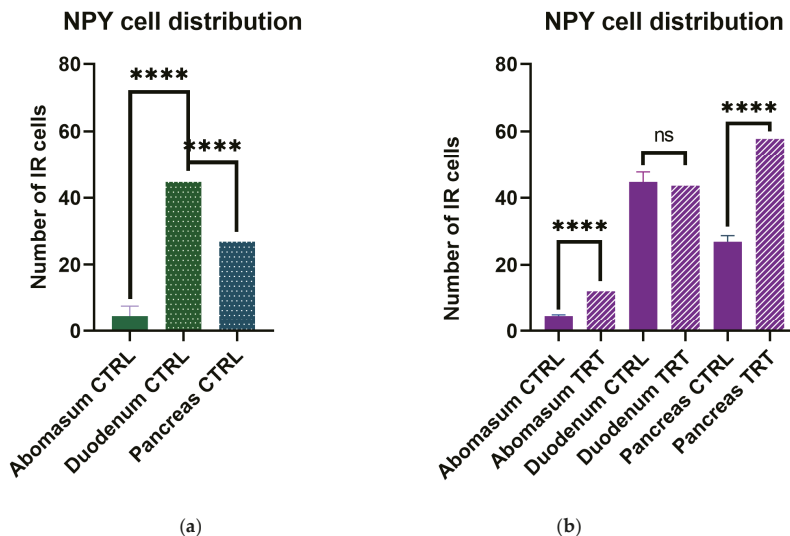 NPY cell distribution
80
60
40
20
0
Number of IR cells
****
****
Abomasum CTRL
Duodenum CTRL
Pancreas CTRL
(a)
NPY cell distribution
80
60
40
20
0
Number of IR cells
****
ns
****
Abomasum CTRL
Abomasum TRT
Duodenum CTRL
Duodenum TRT
Pancreas CTRL
Pancreas TRT
(b)